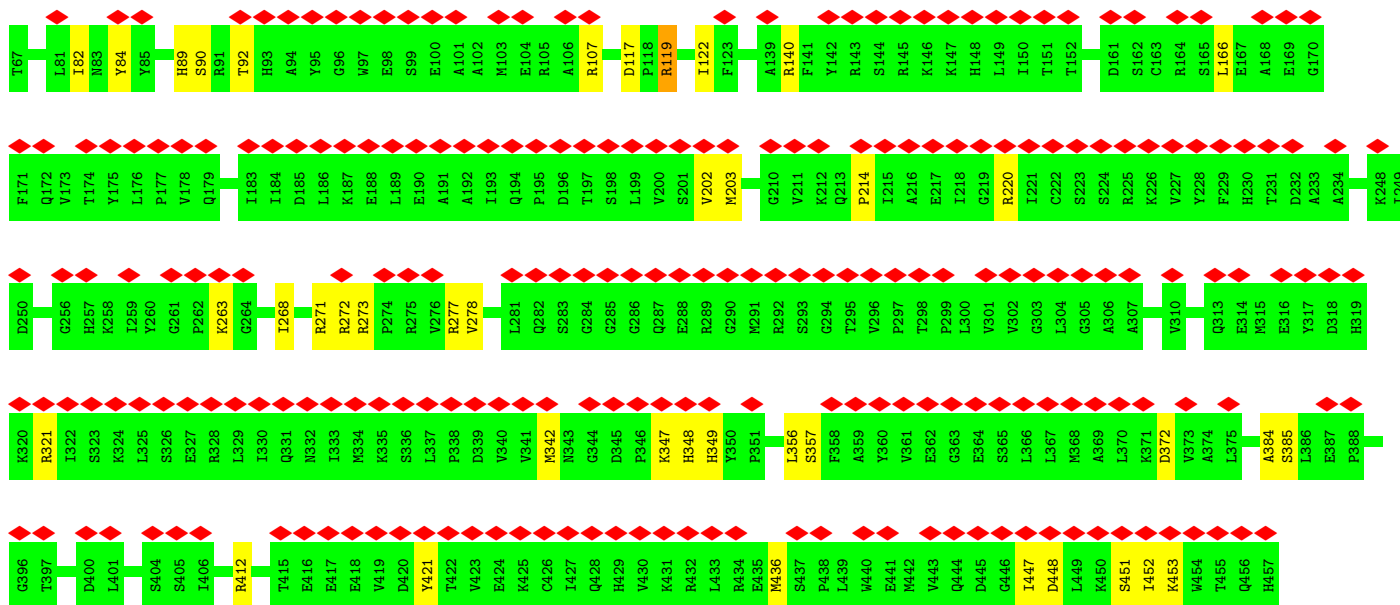 T67 L81 I82 N83 Y84 Y85 H89 S90 R91 T92 H93 A94 Y95 G96 W97 E98 S99 E100 A101 A102 M103 E104 R105 A106 R107 D117 P118 R119 I122 F123 A139 R140 F141 Y142 R143 S144 R145 K146 K147 H148 L149 I150 T151 T152 D161 S162 C163 R164 S165 L166 E167 A168 E169 G170
F171 Q172 V173 T174 Y175 L176 P177 V178 Q179 I183 I184 D185 L186 K187 E188 L189 E190 A191 A192 I193 Q194 P195 D196 T197 S198 L199 V200 S201 V202 M203 G210 V211 K212 Q213 P214 I215 A216 E217 I218 G219 R220 I221 C222 S223 S224 R225 K226 V227 Y228 F229 H230 T231 D232 A233 A234 K248 I249
D250 G256 H257 K258 I259 Y260 G261 P262 K263 G264 I268 R271 R272 R273 P274 R275 V276 R277 V278 L281 Q282 S283 G284 G285 G286 Q287 E288 R289 G290 M291 R292 S293 G294 T295 V296 P297 T298 P299 L300 V301 V302 G303 L304 G305 A306 A307 V310 Q313 E314 M315 E316 Y317 D318 H319
K320 R321 I322 S323 K324 L325 S326 E327 R328 L329 I330 Q331 N332 I333 M334 K335 S336 L337 P338 D339 V340 V341 M342 N343 G344 D345 P346 K347 H348 H349 Y350 P351 L356 S357 F358 A359 Y360 V361 E362 G363 E364 S365 L366 L367 M368 A369 L370 K371 D372 V373 A374 L375 A384 S385 L386 E387 P388
G396 T397 D400 L401 S404 S405 I406 R412 T415 E416 E417 E418 V419 D420 Y421 T422 V423 E424 K425 C426 I427 Q428 H429 V430 K431 R432 L433 R434 E435 M436 S437 P438 L439 W440 E441 M442 V443 Q444 D445 G446 I447 D448 L449 K450 S451 I452 K453 W454 T455 Q456 H457